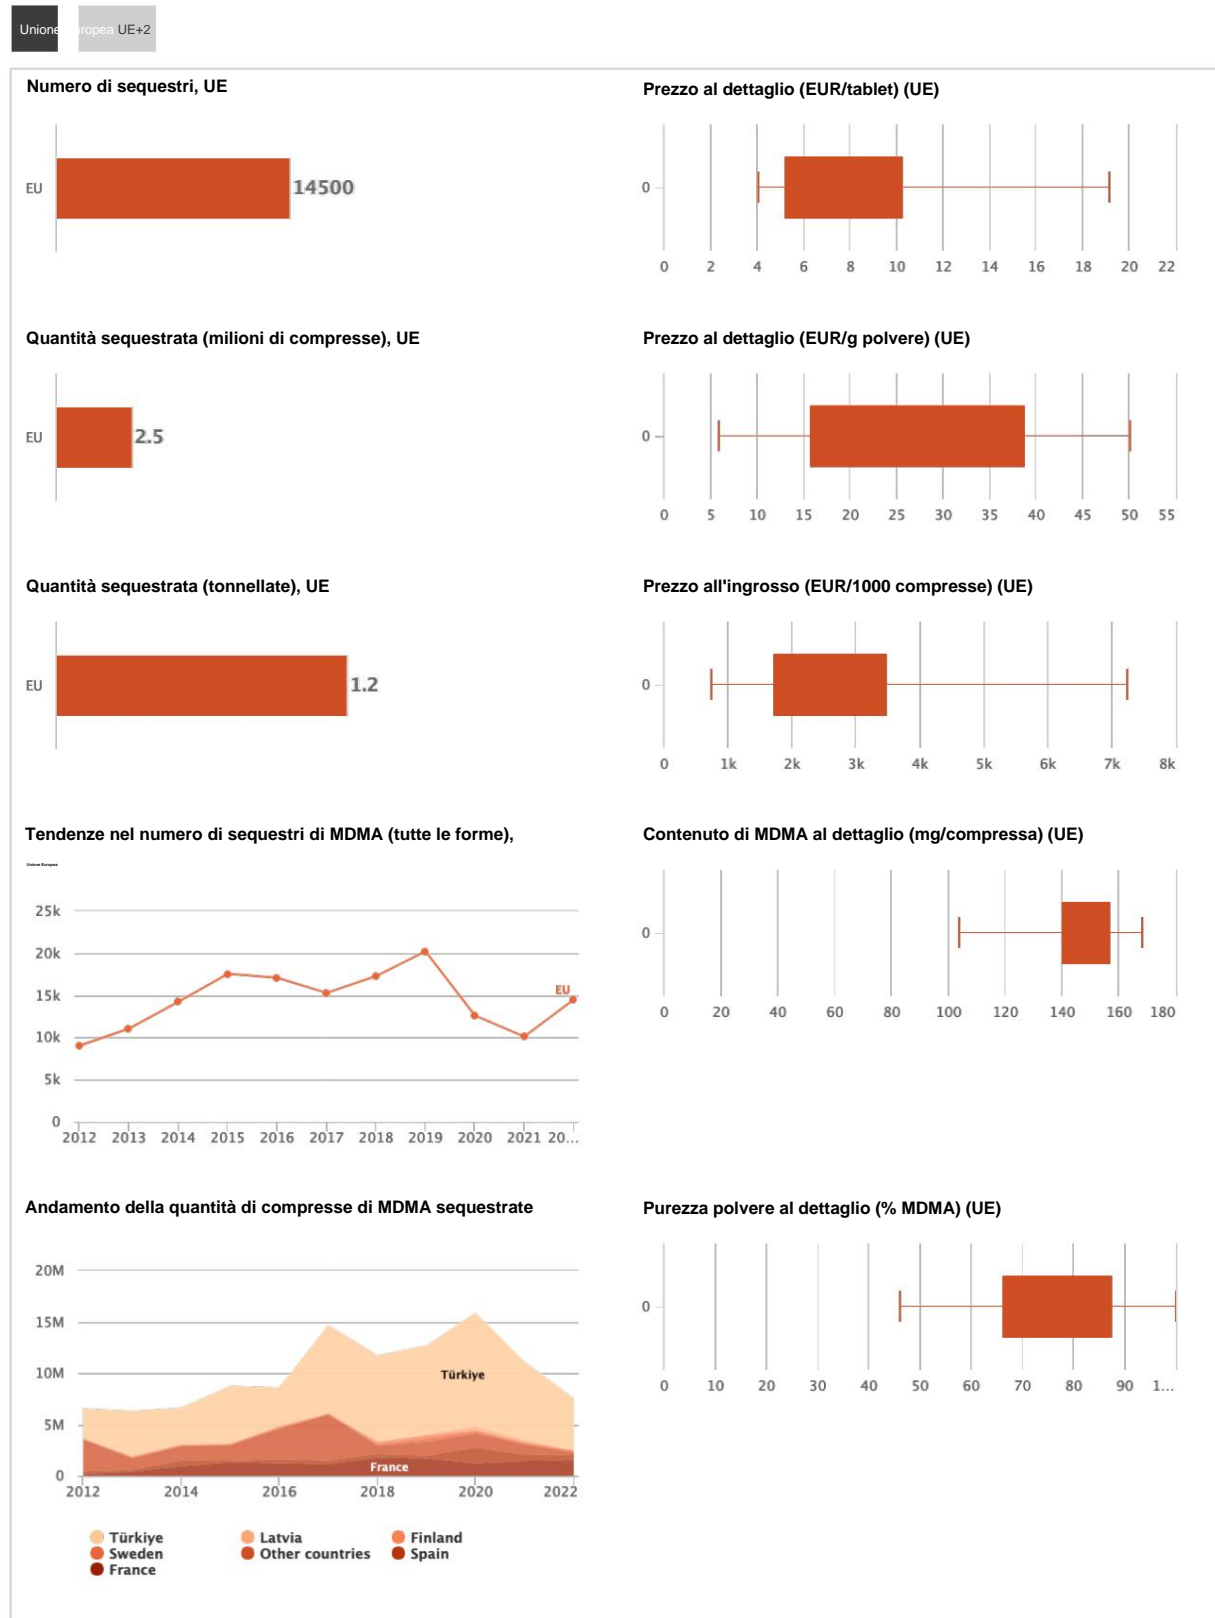 Unione Europea UE+2
Numero di sequestri, UE
EU
14500
Prezzo al dettaglio (EUR/tablet) (UE)
0
0 2 4 6 8 10 12 14 16 18 20 22
Quantità sequestrata (milioni di compresse), UE
EU
2.5
Prezzo al dettaglio (EUR/g polvere) (UE)
0
0 5 10 15 20 25 30 35 40 45 50 55
Quantità sequestrata (tonnellate), UE
EU
1.2
Prezzo all'ingrosso (EUR/1000 compresse) (UE)
0
0 1k 2k 3k 4k 5k 6k 7k 8k
Tendenze nel numero di sequestri di MDMA (tutte le forme),
Unione Europea
25k
20k
15k
10k
5k
0
EU
2012 2013 2014 2015 2016 2017 2018 2019 2020 2021 20...
Contenuto di MDMA al dettaglio (mg/compressa) (UE)
0
0 20 40 60 80 100 120 140 160 180
Andamento della quantità di compresse di MDMA sequestrate
20M
15M
10M
5M
0
Türkiye
France
2012 2014 2016 2018 2020 2022
Türkiye Latvia Finland
Sweden Other countries Spain
France
Purezza polvere al dettaglio (% MDMA) (UE)
0
0 10 20 30 40 50 60 70 80 90 1...